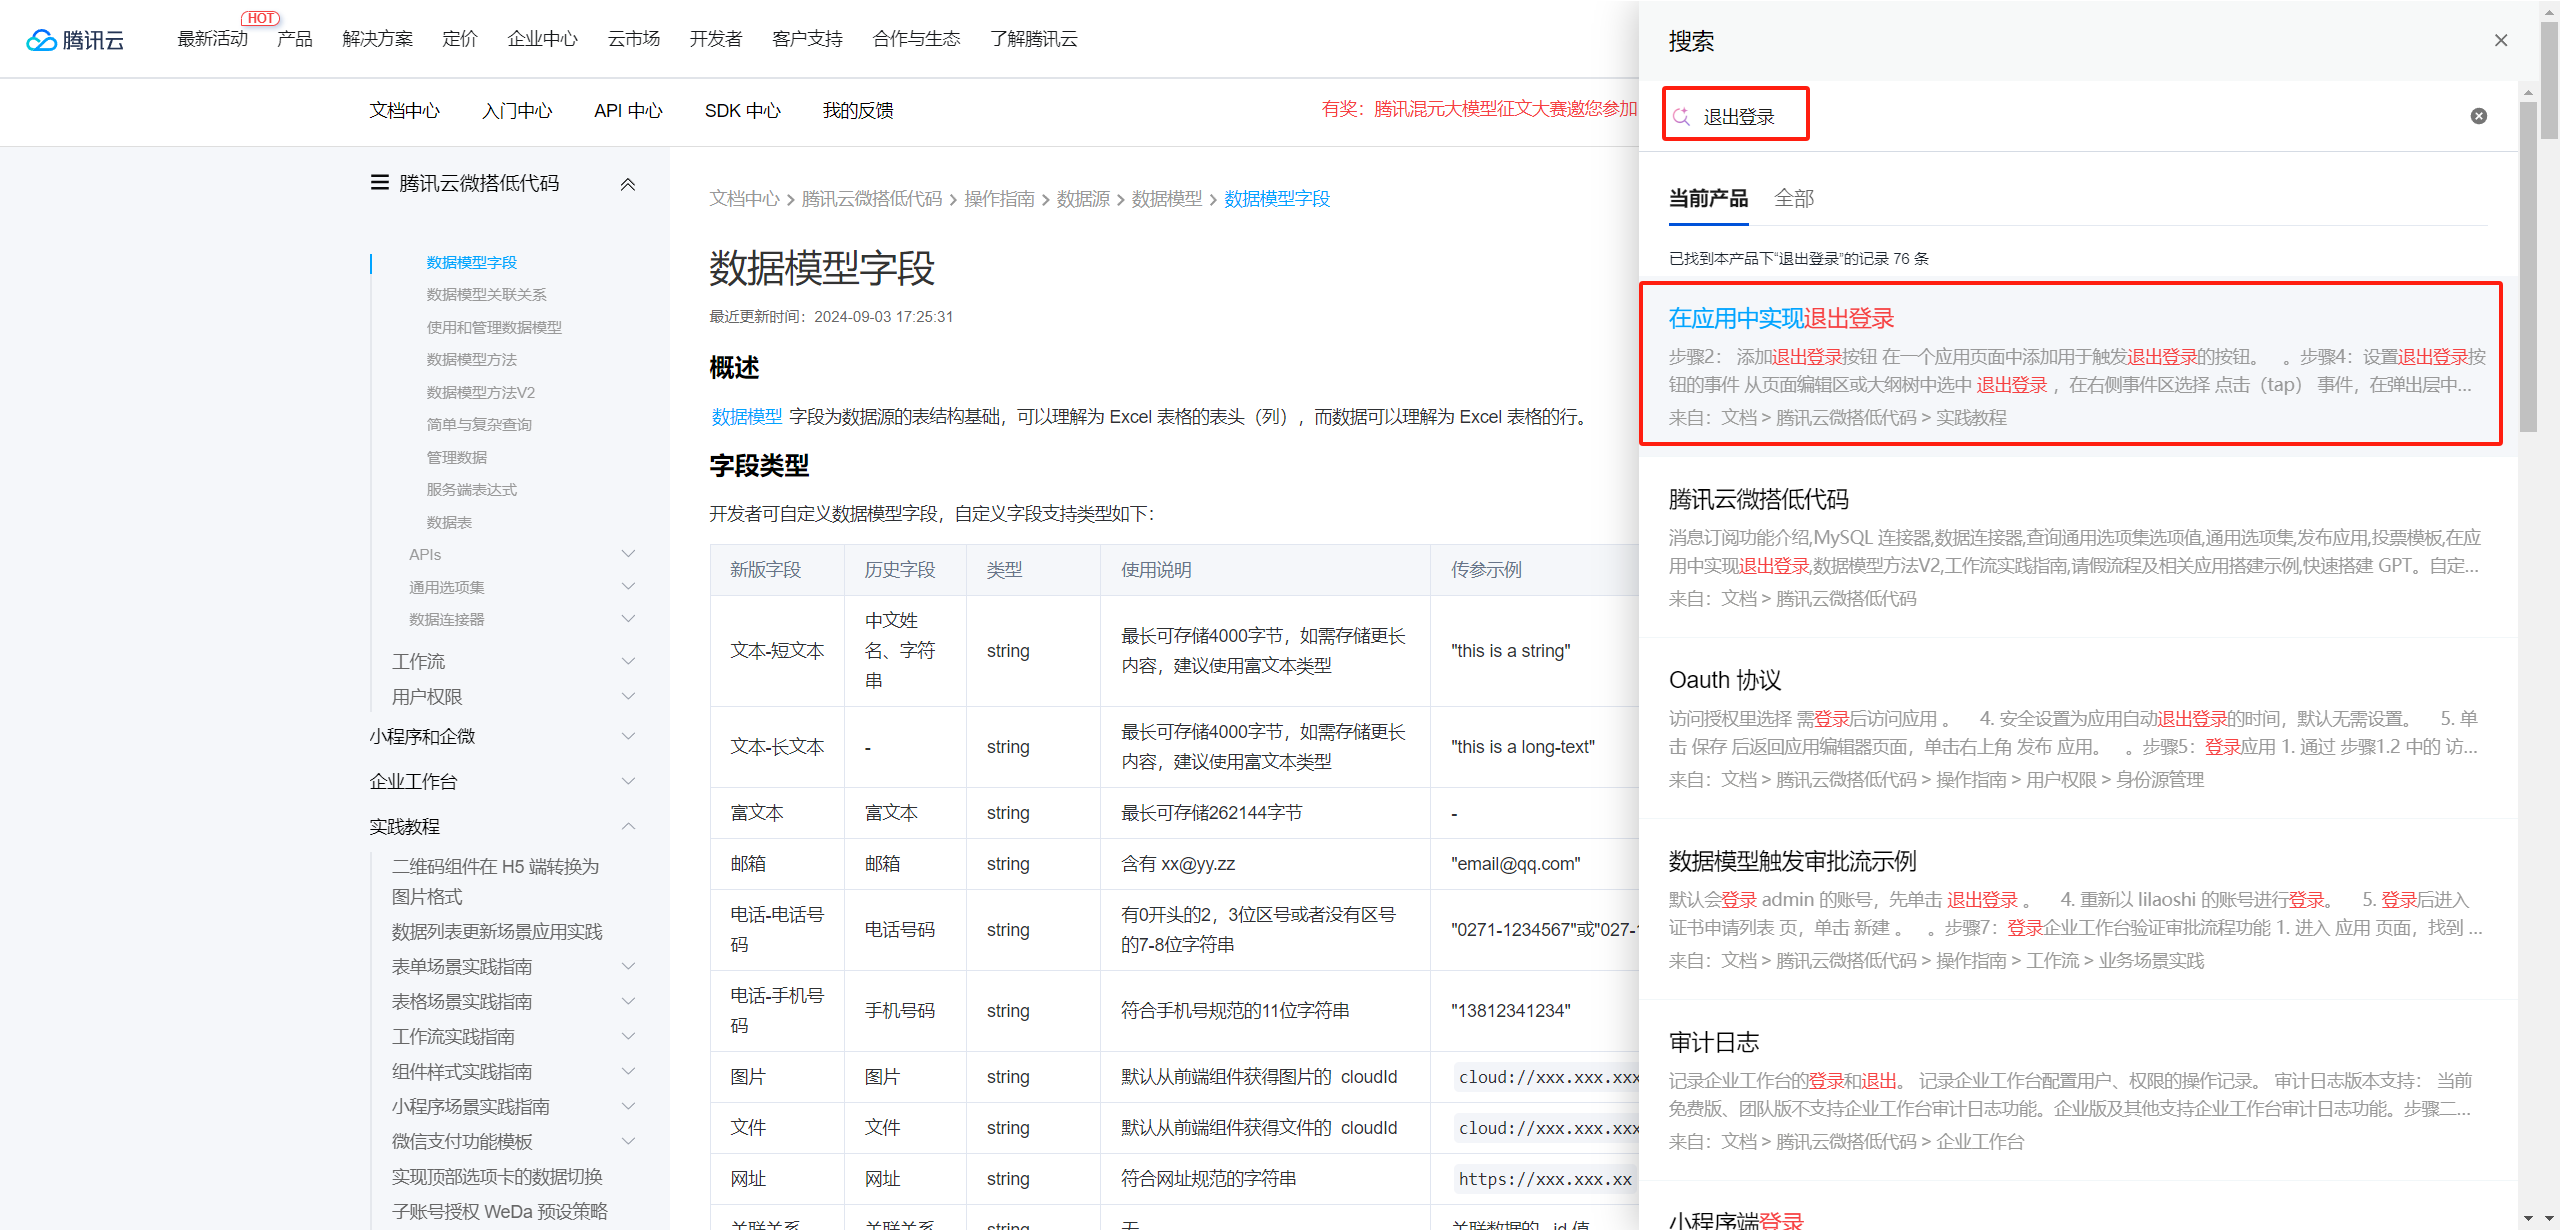 腾讯云
最新活动
HOT
产品
解决方案
定价
企业中心
云市场
开发者
客户支持
合作与生态
了解腾讯云
文档中心
入门中心
API 中心
SDK 中心
我的反馈
有奖：腾讯混元大模型征文大赛邀您参加
腾讯云微搭低代码
数据模型字段
数据模型关联关系
使用和管理数据模型
数据模型方法
数据模型方法V2
简单与复杂查询
管理数据
服务端表达式
数据表
APIs
通用选项集
数据连接器
工作流
用户权限
小程序和企微
企业工作台
实践教程
二维码组件在 H5 端转换为
图片格式
数据列表更新场景应用实践
表单场景实践指南
表格场景实践指南
工作流实践指南
组件样式实践指南
小程序场景实践指南
微信支付功能模板
实现顶部选项卡的数据切换
子账号授权 WeDa 预设策略
文档中心 > 腾讯云微搭低代码 > 操作指南 > 数据源 > 数据模型 > 数据模型字段
数据模型字段
最近更新时间：2024-09-03 17:25:31
概述
数据模型 字段为数据源的表结构基础，可以理解为 Excel 表格的表头（列），而数据可以理解为 Excel 表格的行。
字段类型
开发者可自定义数据模型字段，自定义字段支持类型如下：
新版字段 历史字段 类型 使用说明 传参示例
文本-短文本 中文姓名、字符串 string 最长可存储4000字节，如需存储更长内容，建议使用富文本类型 "this is a string"
文本-长文本 - string 最长可存储4000字节，如需存储更长内容，建议使用富文本类型 "this is a long-text"
富文本 富文本 string 最长可存储262144字节 -
邮箱 邮箱 string 含有 xx@yy.zz "email@qq.com"
电话-电话号码 电话号码 string 有0开头的2，3位区号或者没有区号的7-8位字符串 "0271-1234567"或"027-
电话-手机号码 手机号码 string 符合手机号规范的11位字符串 "13812341234"
图片 图片 string 默认从前端组件获得图片的 cloudId cloud://xxx.xxx.xxx
文件 文件 string 默认从前端组件获得文件的 cloudId cloud://xxx.xxx.xxx
网址 网址 string 符合网址规范的字符串 https://xxx.xxx.xx
关联关系 关联关系 string 无 关联数据的 _id 值
搜索
退出登录
当前产品
全部
已找到本产品下“退出登录”的记录 76 条
在应用中实现退出登录
步骤2： 添加退出登录按钮 在一个应用页面中添加用于触发退出登录的按钮。 。步骤4：设置退出登录按
钮的事件 从页面编辑区或大纲树中选中 退出登录 ，在右侧事件区选择 点击（tap） 事件，在弹出层中...
来自：文档 > 腾讯云微搭低代码 > 实践教程
腾讯云微搭低代码
消息订阅功能介绍,MySQL 连接器,数据连接器,查询通用选项集选项值,通用选项集,发布应用,投票模板,在应
用中实现退出登录,数据模型方法V2,工作流实践指南,请假流程及相关应用搭建示例,快速搭建 GPT。自定...
来自：文档 > 腾讯云微搭低代码
Oauth 协议
访问授权里选择 需登录后访问应用 。 4. 安全设置为应用自动退出登录的时间，默认无需设置。 5. 单
击 保存 后返回应用编辑器页面，单击右上角 发布 应用。 。步骤5：登录应用 1. 通过 步骤1.2 中的 访...
来自：文档 > 腾讯云微搭低代码 > 操作指南 > 用户权限 > 身份源管理
数据模型触发审批流示例
默认会登录 admin 的账号，先单击 退出登录 。 4. 重新以 lilaoshi 的账号进行登录。 5. 登录后进入
证书申请列表 页，单击 新建 。 。步骤7：登录企业工作台验证审批流程功能 1. 进入 应用 页面，找到 ...
来自：文档 > 腾讯云微搭低代码 > 操作指南 > 工作流 > 业务场景实践
审计日志
记录企业工作台的登录和退出。 记录企业工作台配置用户、权限的操作记录。 审计日志版本支持： 当前
免费版、团队版不支持企业工作台审计日志功能。企业版及其他支持企业工作台审计日志功能。步骤二...
来自：文档 > 腾讯云微搭低代码 > 企业工作台
小程序端登录